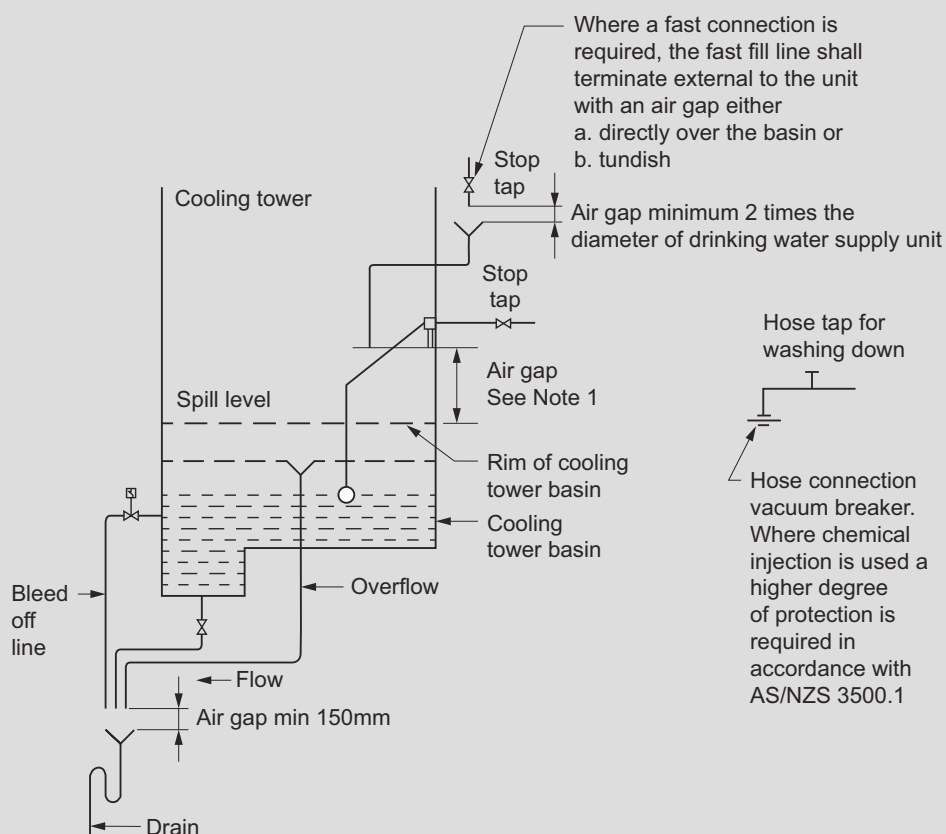 Where a fast connection is
required, the fast fill line shall
terminate external to the unit
with an air gap either
a. directly over the basin or
b. tundish
Stop
tap
Cooling tower
Air gap minimum 2 times the
diameter of drinking water supply unit
Stop
tap
Hose tap for
washing down
Air gap
See Note 1
Spill level
Rim of cooling
tower basin
Hose connection
vacuum breaker.
Where chemical
injection is used a
higher degree
of protection is
required in
accordance with
AS/NZS 3500.1
Cooling
tower basin
Overflow
Bleed
off
line
Flow
Air gap min 150mm
Drain